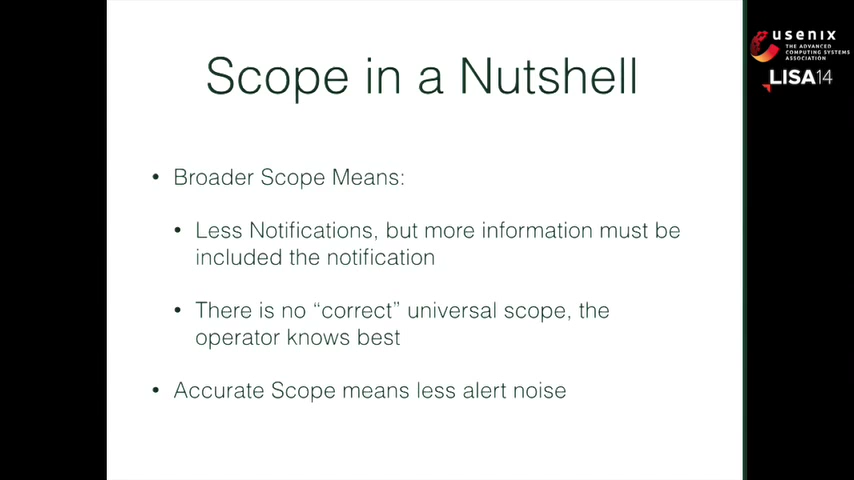 Scope in a Nutshell
• Broader Scope Means:
• Less Notifications, but more information must be
included the notification
• There is no “correct” universal scope, the
operator knows best
• Accurate Scope means less alert noise
usenix
THE ADVANCED
COMPUTING SYSTEMS
ASSOCIATION
LISA14